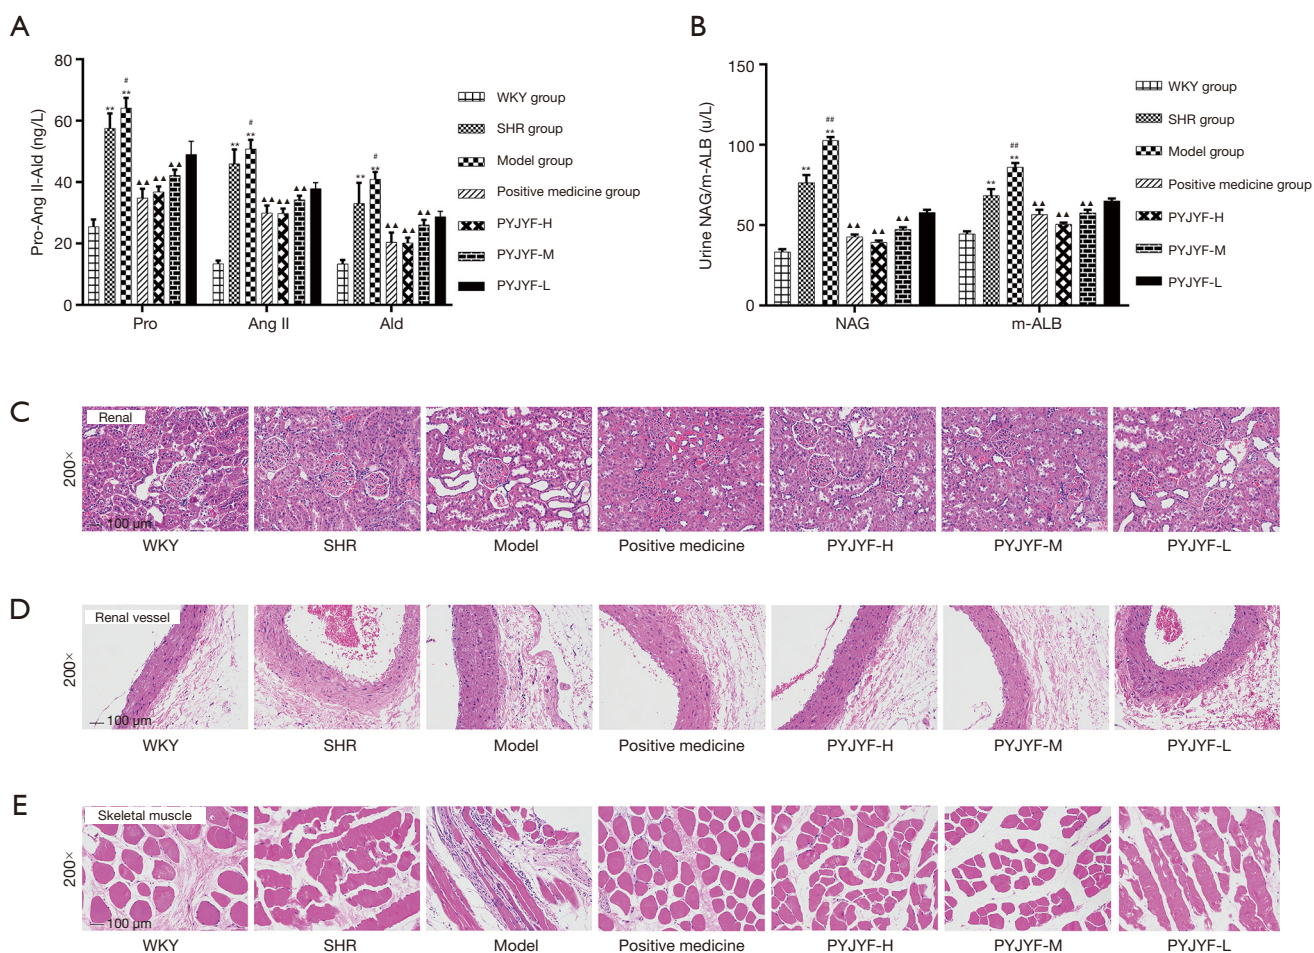 A
Pro-Ang II-Ald (ng/L)
80
60
40
20
0
** # ** ▲▲ ▲▲ ▲▲
** # ** ▲▲ ▲▲ ▲▲
** # ** ▲▲ ▲▲ ▲▲
Pro Ang II Ald
WKY group
SHR group
Model group
Positive medicine group
PYJYF-H
PYJYF-M
PYJYF-L
B
Urine NAG/m-ALB (u/L)
150
100
50
0
** ## ** ▲▲ ▲▲ ▲▲
** ## ** ▲▲ ▲▲ ▲▲
NAG m-ALB
WKY group
SHR group
Model group
Positive medicine group
PYJYF-H
PYJYF-M
PYJYF-L
C
200×
Renal
100 μm
WKY SHR Model Positive medicine PYJYF-H PYJYF-M PYJYF-L
D
200×
Renal vessel
100 μm
WKY SHR Model Positive medicine PYJYF-H PYJYF-M PYJYF-L
E
200×
Skeletal muscle
100 μm
WKY SHR Model Positive medicine PYJYF-H PYJYF-M PYJYF-L